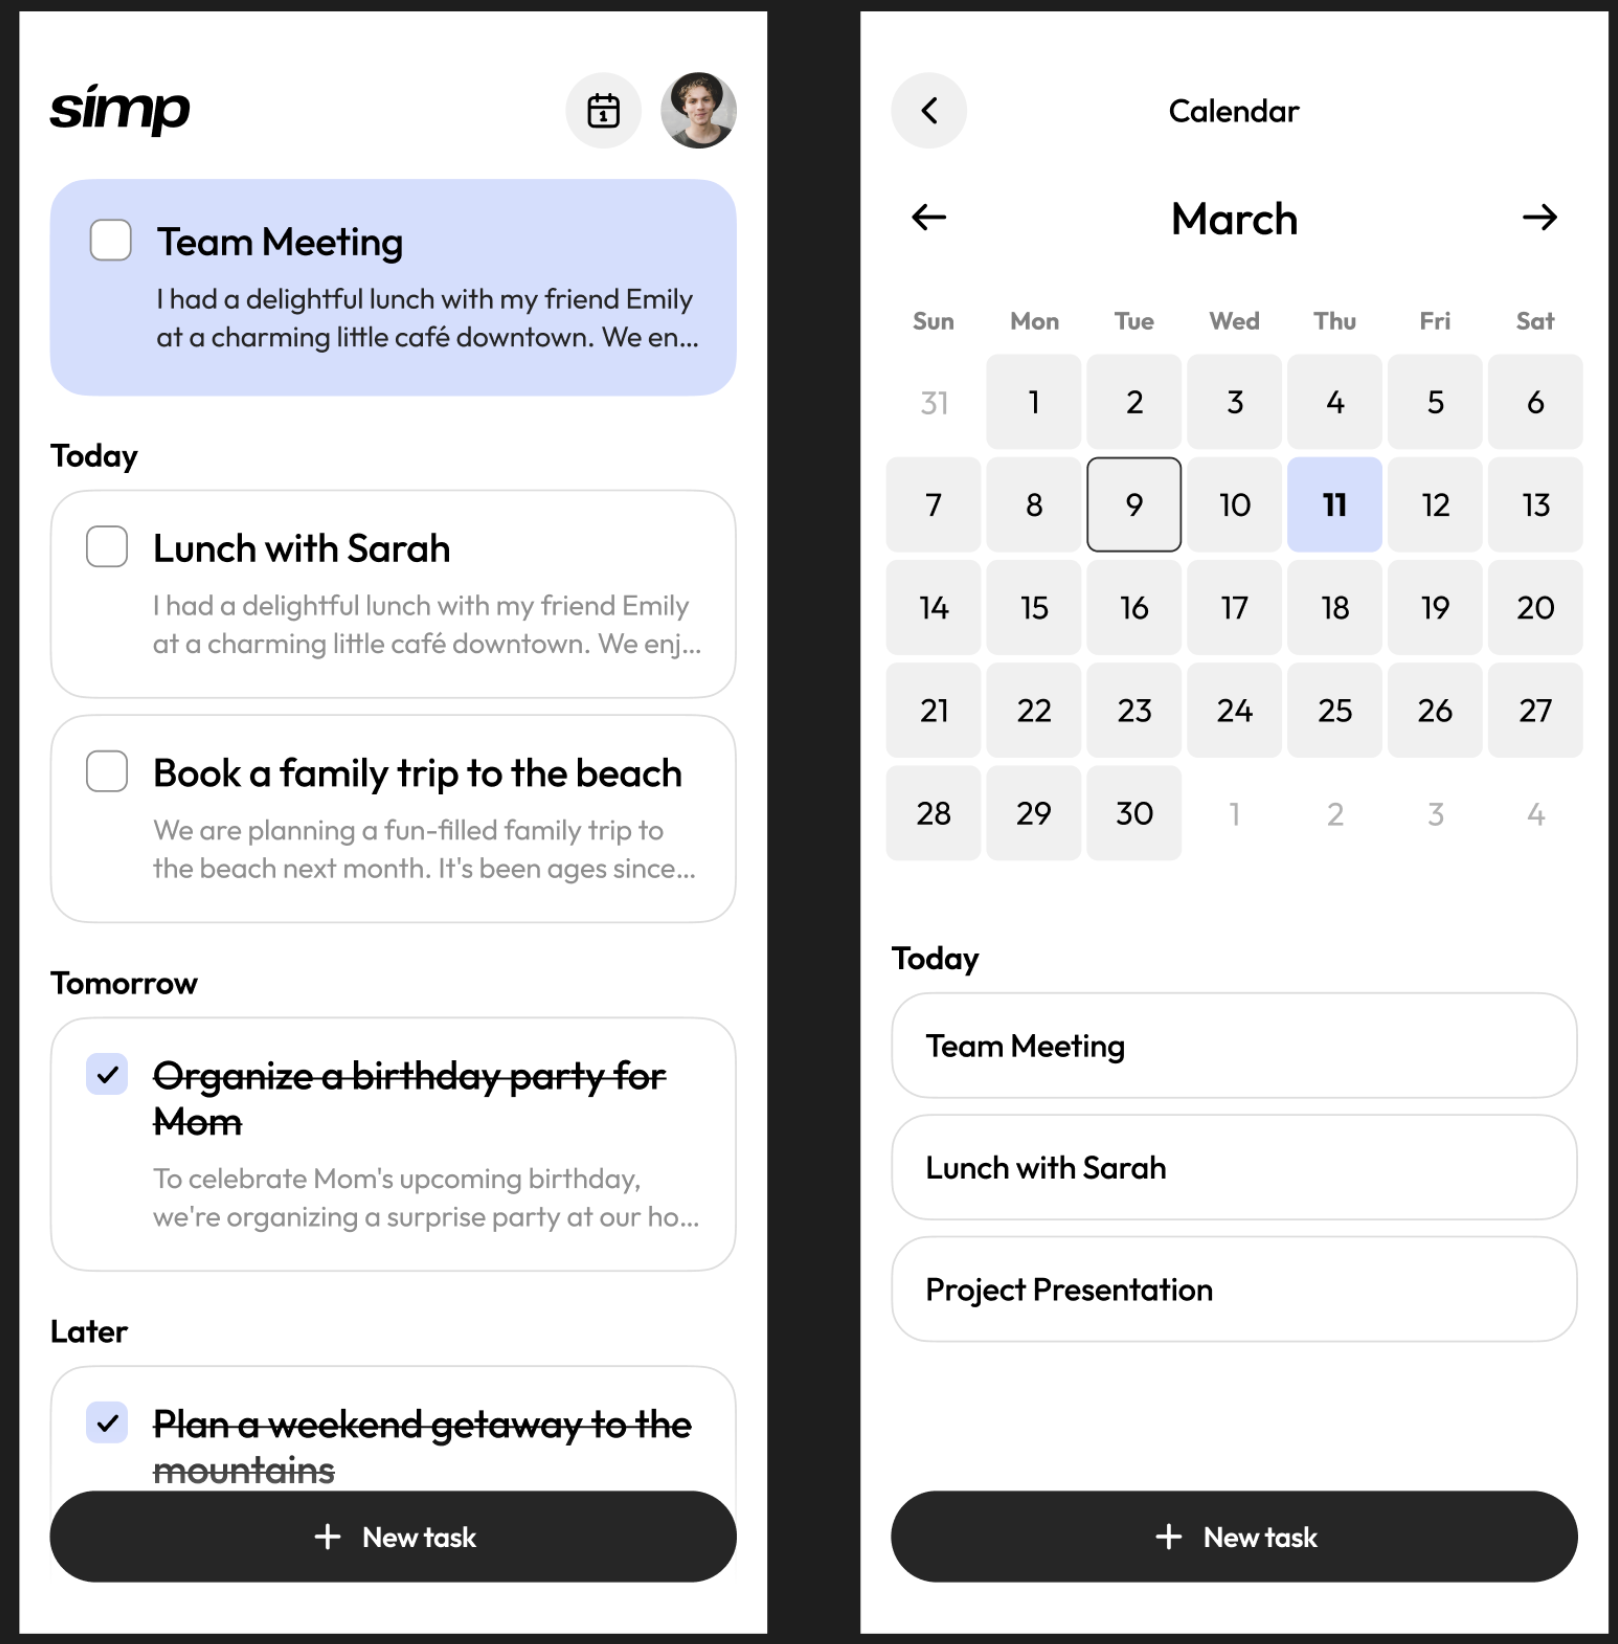 simp
1
Team Meeting
I had a delightful lunch with my friend Emily
at a charming little café downtown. We en...
Today
Lunch with Sarah
I had a delightful lunch with my friend Emily
at a charming little café downtown. We enj...
Book a family trip to the beach
We are planning a fun-filled family trip to
the beach next month. It's been ages since...
Tomorrow
Organize a birthday party for
Mom
To celebrate Mom's upcoming birthday,
we're organizing a surprise party at our ho...
Later
Plan a weekend getaway to the
mountains
+ New task
Calendar
March
Sun Mon Tue Wed Thu Fri Sat
31 1 2 3 4 5 6
7 8 9 10 11 12 13
14 15 16 17 18 19 20
21 22 23 24 25 26 27
28 29 30 1 2 3 4
Today
Team Meeting
Lunch with Sarah
Project Presentation
+ New task